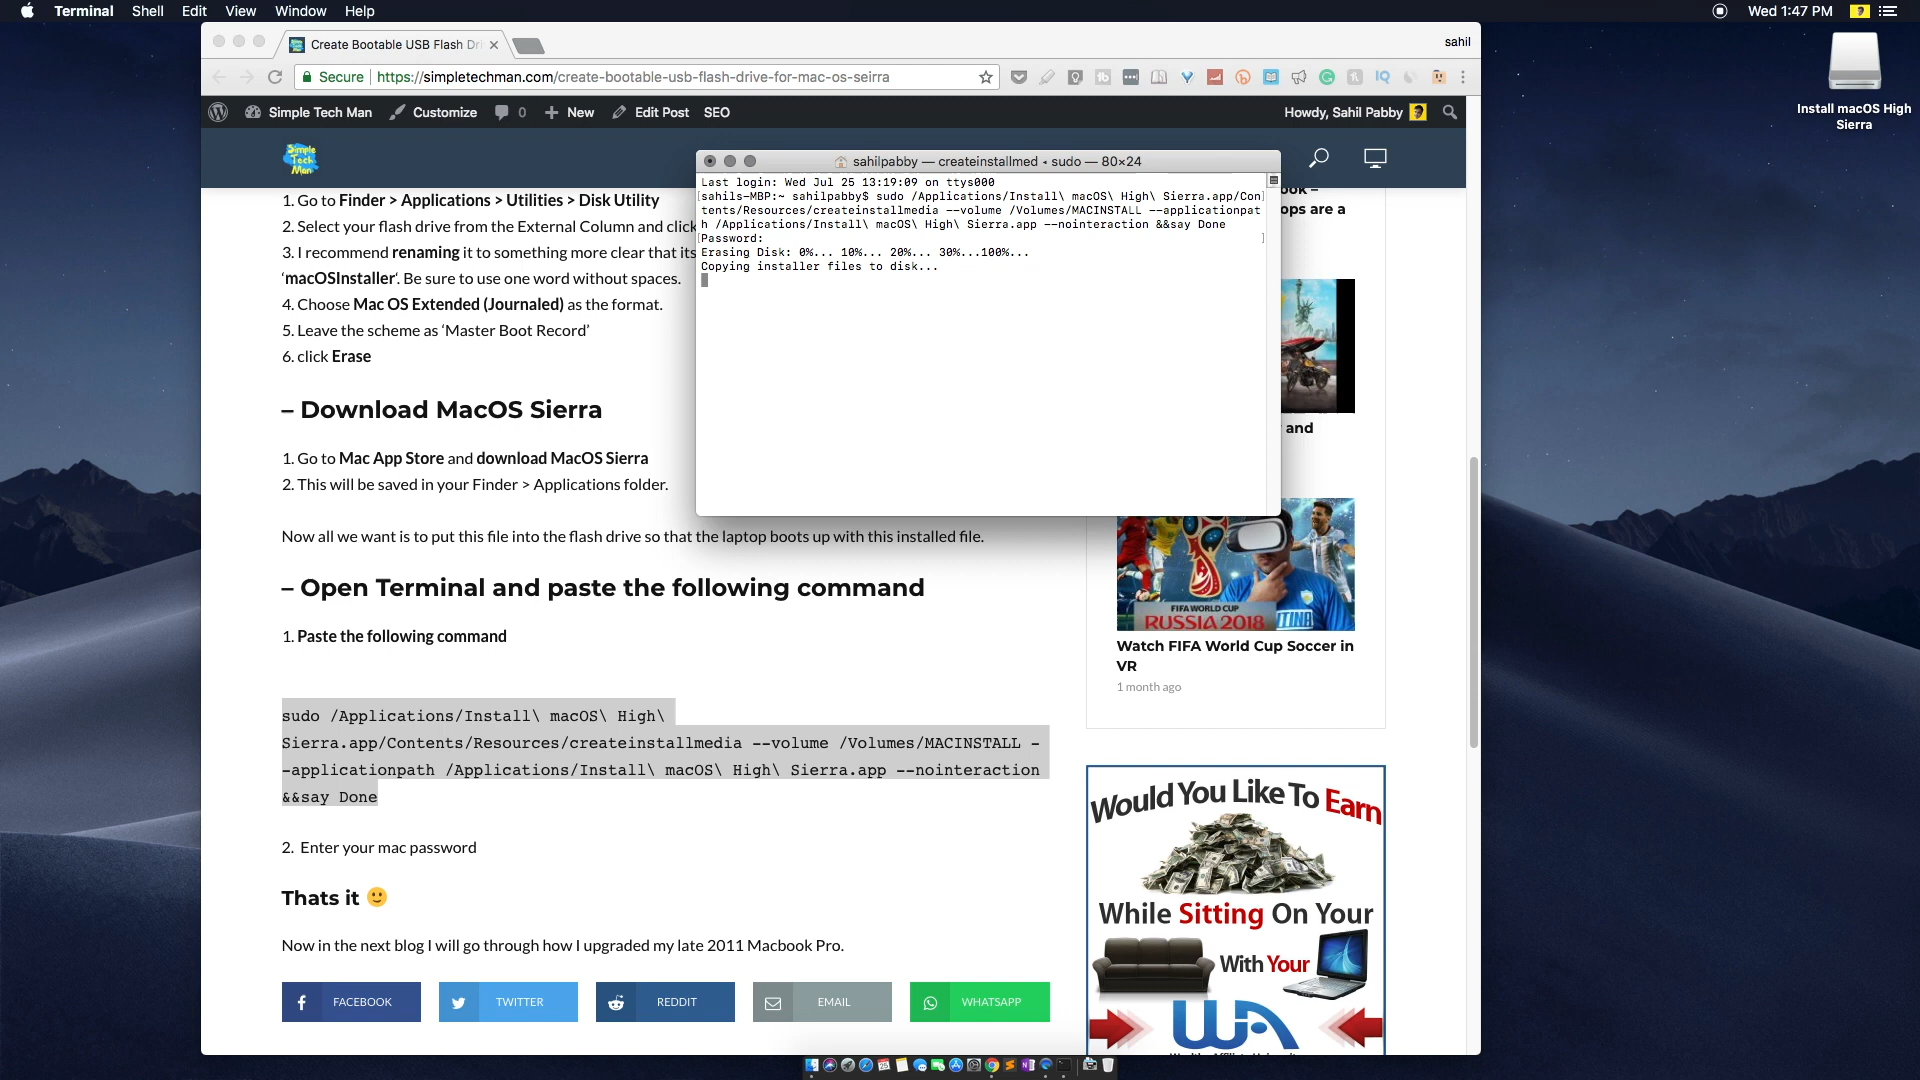 Terminal Shell Edit View Window Help
Wed 1:47 PM
Create Bootable USB Flash Dri
sahil
Secure https://simpletechman.com/create-bootable-usb-flash-drive-for-mac-os-seirra
Simple Tech Man Customize 0 New Edit Post SEO
Howdy, Sahil Pabby
Install macOS High
Sierra
Simple
Tech
Man
sahilpabby — createinstallmed ◂ sudo — 80×24
Last login: Wed Jul 25 13:19:09 on ttys000
[sahils-MBP:~ sahilpabby$ sudo /Applications/Install\ macOS\ High\ Sierra.app/Con]
tents/Resources/createinstallmedia --volume /Volumes/MACINSTALL --applicationpat
h /Applications/Install\ macOS\ High\ Sierra.app --nointeraction &&say Done
[Password: ]
Erasing Disk: 0%... 10%... 20%... 30%...100%...
Copying installer files to disk...
1. Go to Finder > Applications > Utilities > Disk Utility
2. Select your flash drive from the External Column and click
3. I recommend renaming it to something more clear that its
‘macOSInstaller‘. Be sure to use one word without spaces.
4. Choose Mac OS Extended (Journaled) as the format.
5. Leave the scheme as ‘Master Boot Record’
6. click Erase
– Download MacOS Sierra
1. Go to Mac App Store and download MacOS Sierra
2. This will be saved in your Finder > Applications folder.
Now all we want is to put this file into the flash drive so that the laptop boots up with this installed file.
– Open Terminal and paste the following command
1. Paste the following command
sudo /Applications/Install\ macOS\ High\
Sierra.app/Contents/Resources/createinstallmedia --volume /Volumes/MACINSTALL -
-applicationpath /Applications/Install\ macOS\ High\ Sierra.app --nointeraction
&&say Done
2. Enter your mac password
Thats it 🙂
Now in the next blog I will go through how I upgraded my late 2011 Macbook Pro.
FACEBOOK TWITTER REDDIT EMAIL WHATSAPP
ook –
ops are a
and
FIFA WORLD CUP
RUSSIA 2018
Watch FIFA World Cup Soccer in
VR
1 month ago
Would You Like To Earn
While Sitting On Your
With Your
WA